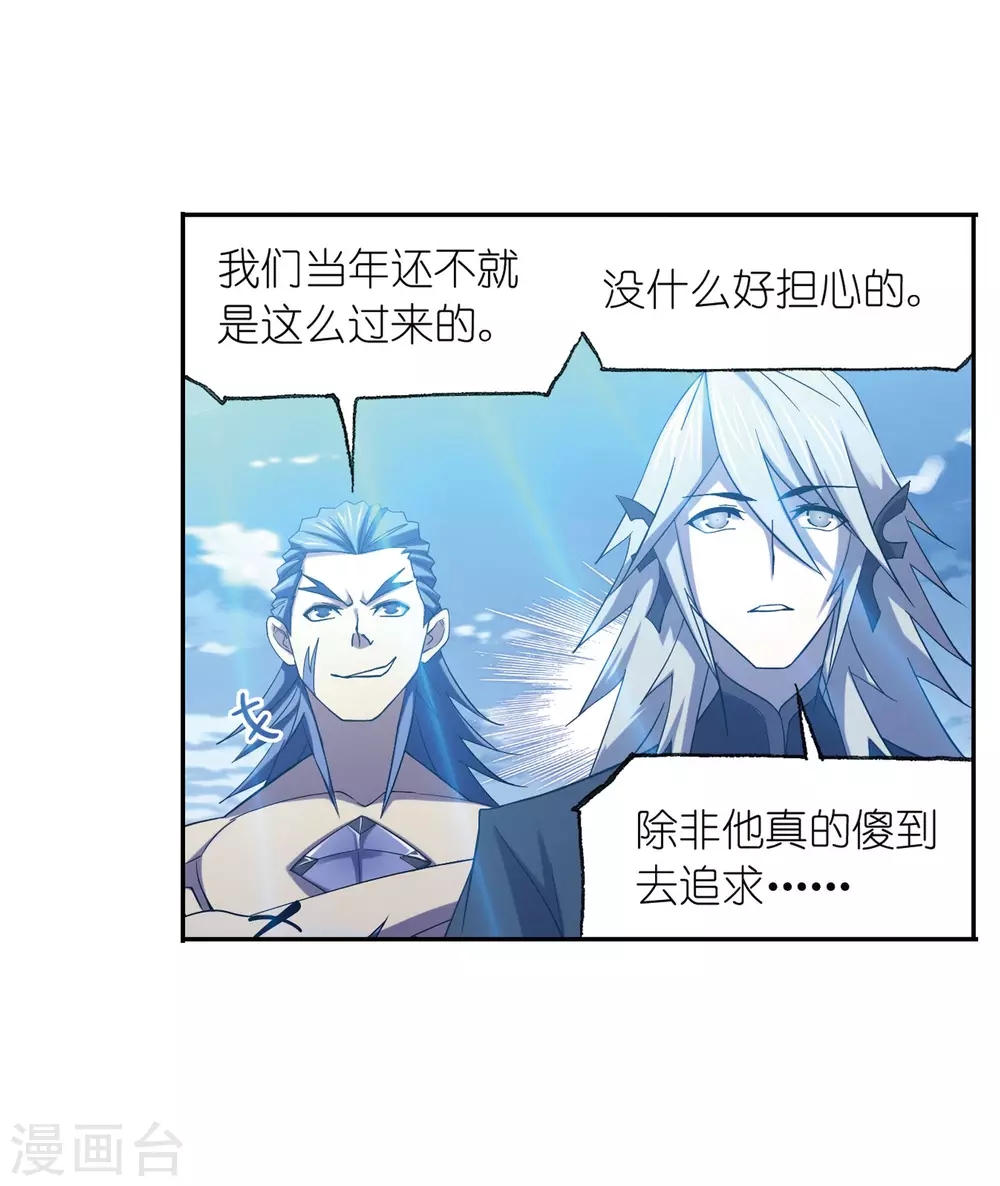 我们当年还不就
是这么过来的。
没什么好担心的。
除非他真的傻到
去追求……
漫画台